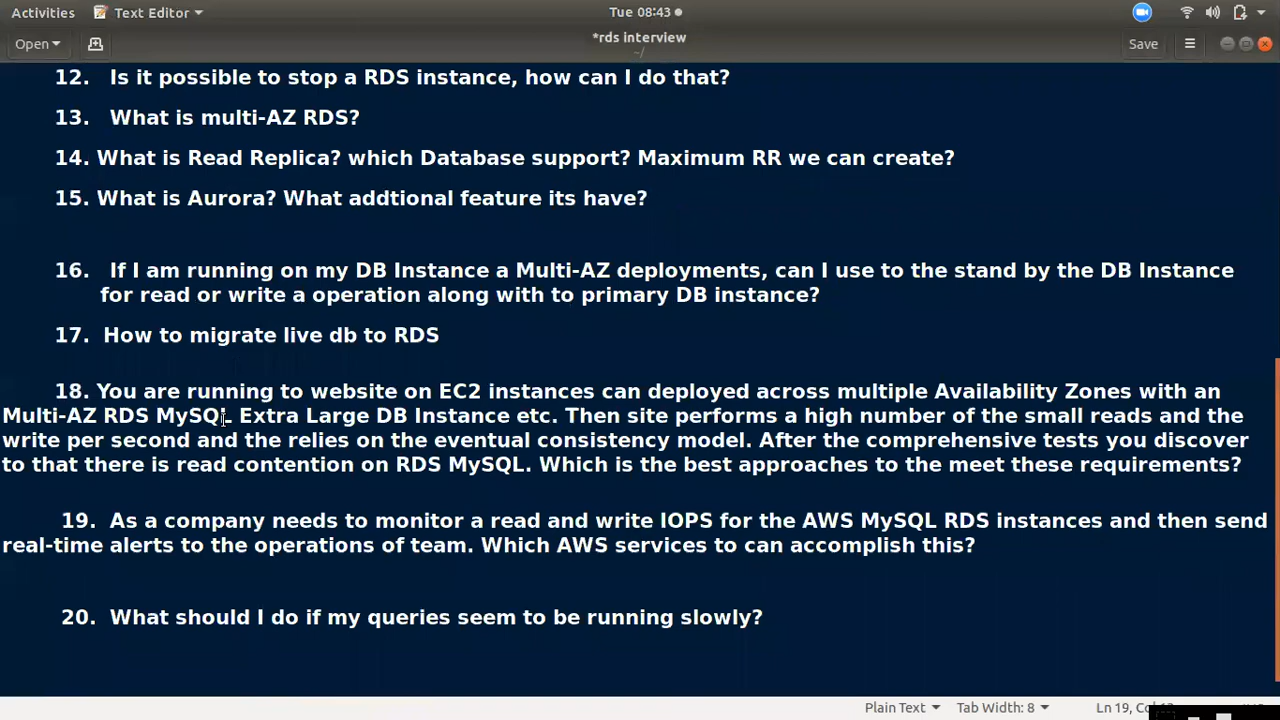 Activities Text Editor Tue 08:43
Open *rds interview Save
~/
12. Is it possible to stop a RDS instance, how can I do that?
13. What is multi-AZ RDS?
14. What is Read Replica? which Database support? Maximum RR we can create?
15. What is Aurora? What addtional feature its have?
16. If I am running on my DB Instance a Multi-AZ deployments, can I use to the stand by the DB Instance
for read or write a operation along with to primary DB instance?
17. How to migrate live db to RDS
18. You are running to website on EC2 instances can deployed across multiple Availability Zones with an
Multi-AZ RDS MySQL Extra Large DB Instance etc. Then site performs a high number of the small reads and the
write per second and the relies on the eventual consistency model. After the comprehensive tests you discover
to that there is read contention on RDS MySQL. Which is the best approaches to the meet these requirements?
19. As a company needs to monitor a read and write IOPS for the AWS MySQL RDS instances and then send
real-time alerts to the operations of team. Which AWS services to can accomplish this?
20. What should I do if my queries seem to be running slowly?
Plain Text Tab Width: 8 Ln 19,